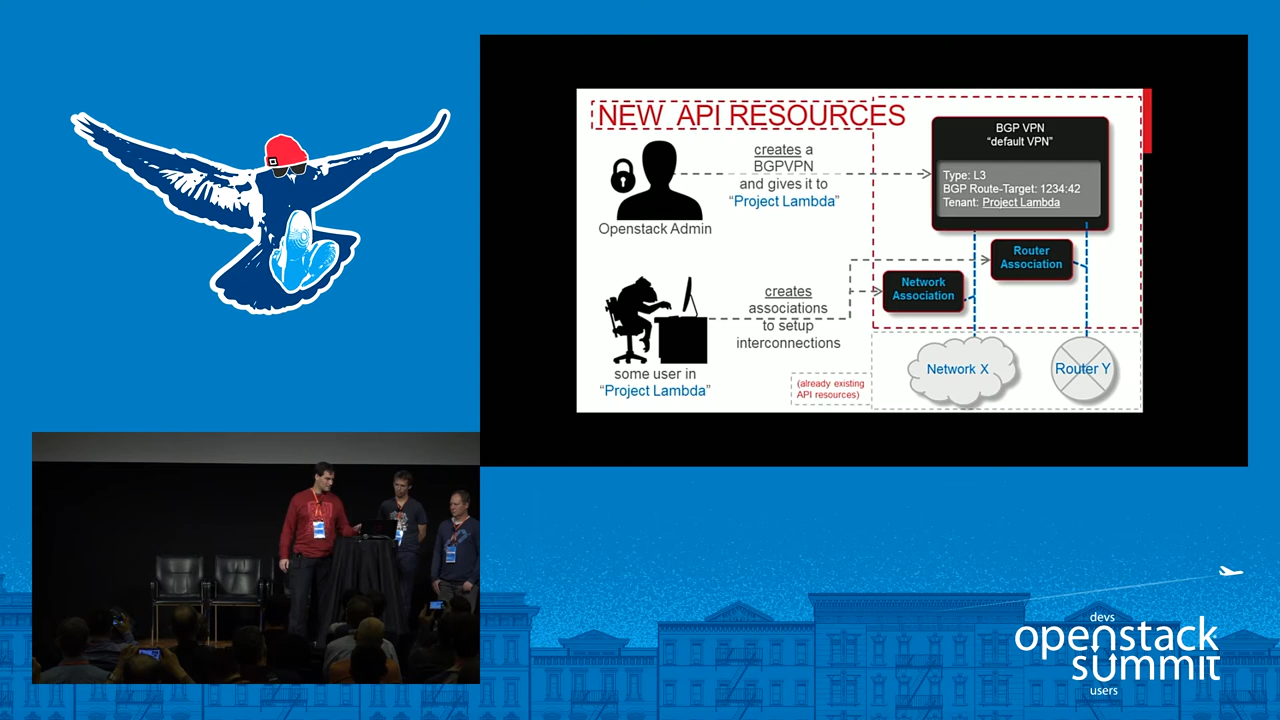 NEW API RESOURCES
creates a
BGPVPN
and gives it to
“Project Lambda”
Openstack Admin
BGP VPN
“default VPN”
Type: L3
BGP Route-Target: 1234:42
Tenant: Project Lambda
Router
Association
Network
Association
creates
associations
to setup
interconnections
some user in
“Project Lambda”
(already existing
API resources)
Network X
Router Y
devs
openstack
summit
users